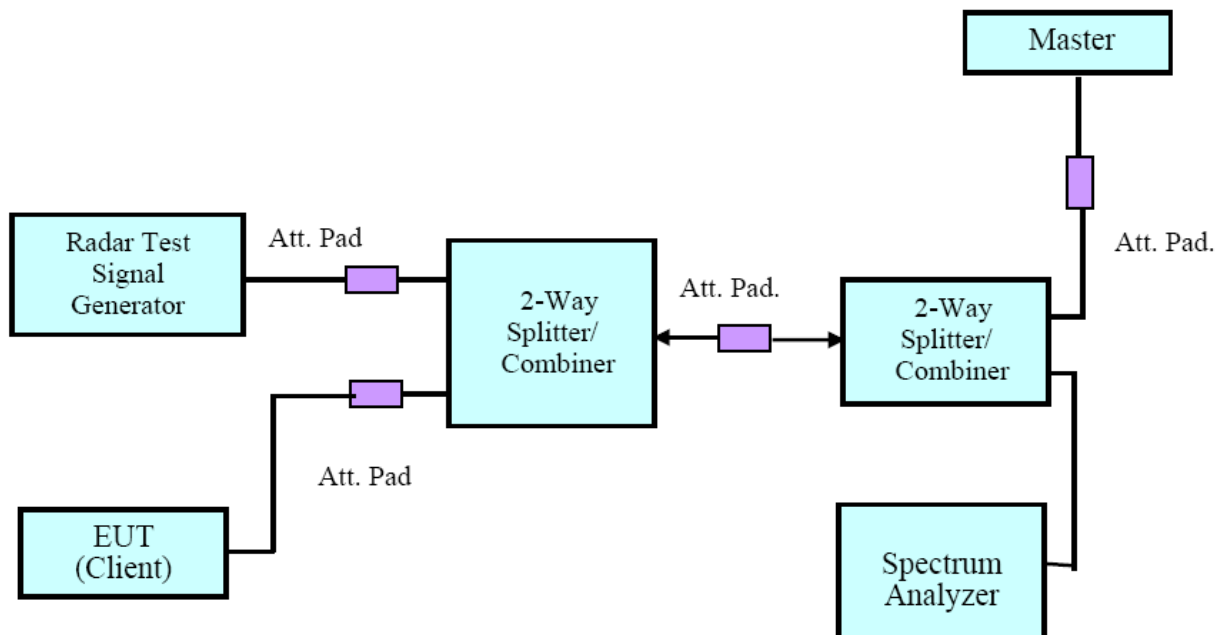 Master
Radar Test
Signal
Generator
Att. Pad
2-Way
Splitter/
Combiner
Att. Pad.
2-Way
Splitter/
Combiner
Att. Pad.
Att. Pad
EUT
(Client)
Spectrum
Analyzer